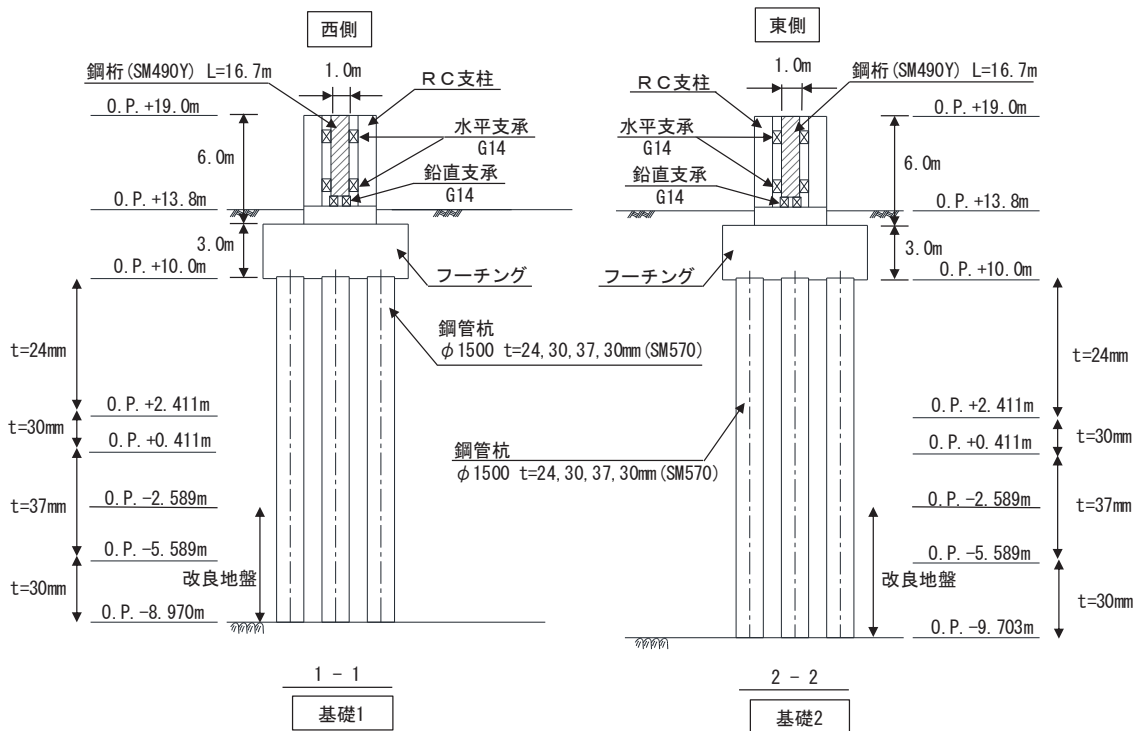 西側
鋼桁(SM490Y) L=16.7m
1.0m
RC支柱
O.P. +19.0m
水平支承
G14
6.0m
鉛直支承
G14
O.P. +13.8m
3.0m
O.P. +10.0m
フーチング
鋼管杭
φ1500 t=24,30,37,30mm(SM570)
t=24mm
O.P. +2.411m
t=30mm
O.P. +0.411m
t=37mm
O.P. -2.589m
O.P. -5.589m
改良地盤
t=30mm
O.P. -8.970m
1 - 1
基礎1
東側
1.0m
鋼桁(SM490Y) L=16.7m
RC支柱
O.P. +19.0m
水平支承
G14
6.0m
鉛直支承
G14
O.P. +13.8m
3.0m
フーチング
O.P. +10.0m
t=24mm
O.P. +2.411m
t=30mm
O.P. +0.411m
鋼管杭
φ1500 t=24,30,37,30mm(SM570)
O.P. -2.589m
t=37mm
O.P. -5.589m
改良地盤
t=30mm
O.P. -9.703m
2 - 2
基礎2